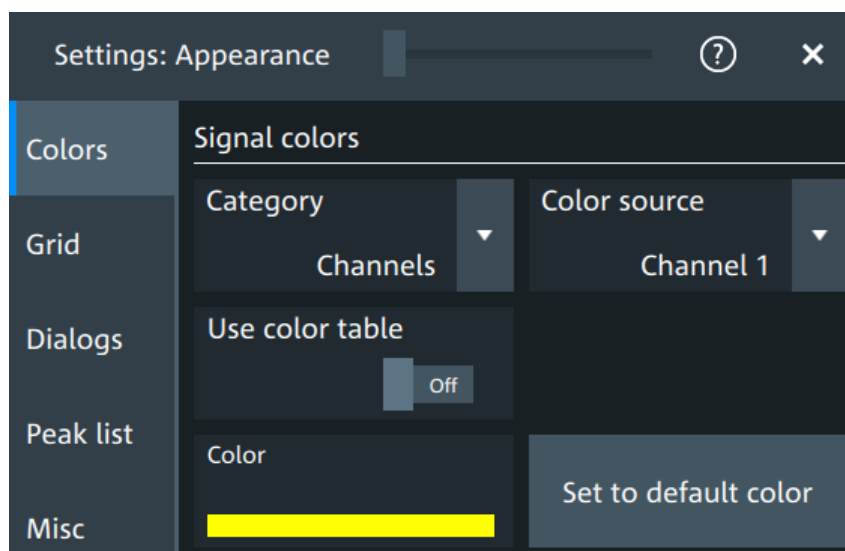 Settings: Appearance ?
Colors
Signal colors
Category
Color source
Grid
Channels
Channel 1
Dialogs
Use color table
Off
Peak list
Color
Set to default color
Misc